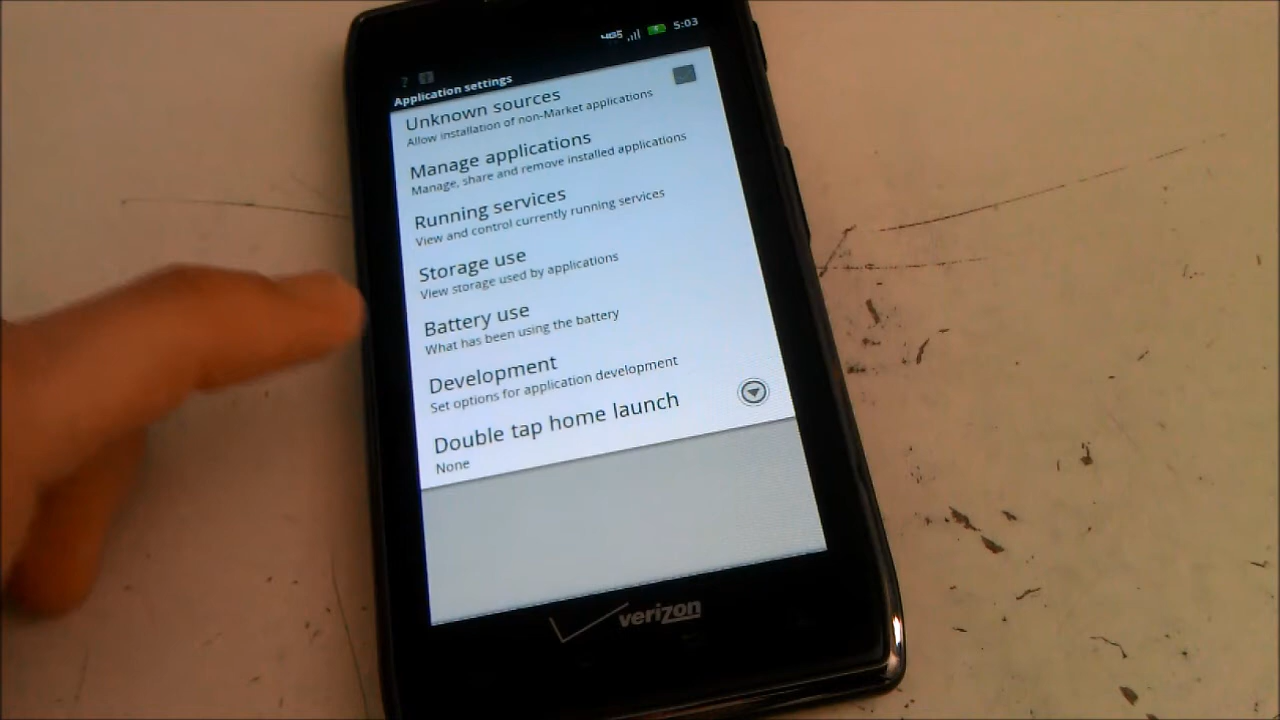 5:03
Application settings
Unknown sources
Allow installation of non-Market applications
Manage applications
Manage, share and remove installed applications
Running services
View and control currently running services
Storage use
View storage used by applications
Battery use
What has been using the battery
Development
Set options for application development
Double tap home launch
None
verizon